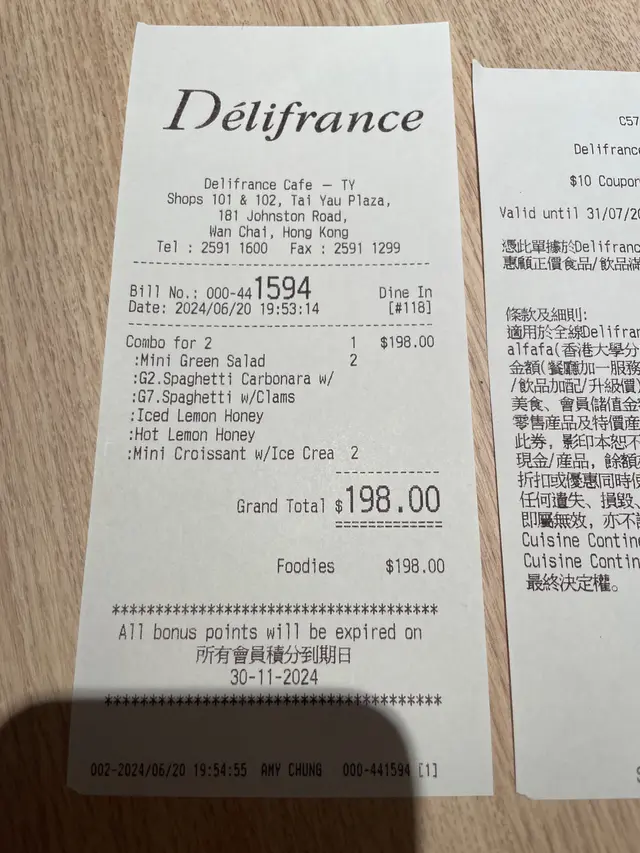 Délifrance
Delifrance Cafe - TY
Shops 101 & 102, Tai Yau Plaza,
181 Johnston Road,
Wan Chai, Hong Kong
Tel : 2591 1600 Fax : 2591 1299
Bill No.: 000-441594 Dine In
Date: 2024/06/20 19:53:14 [#118]
Combo for 2 1 $198.00
:Mini Green Salad 2
:G2.Spaghetti Carbonara w/
:G7.Spaghetti w/Clams
:Iced Lemon Honey
:Hot Lemon Honey
:Mini Croissant w/Ice Crea 2
Grand Total $198.00
============
Foodies $198.00
**************************************
All bonus points will be expired on
所有會員積分到期日
30-11-2024
***************************************
002-2024/06/20 19:54:55 AMY CHUNG 000-441594 [1]
C57
Delifrance
$10 Coupon
Valid until 31/07/20
憑此單據於Delifrance
惠顧正價食品/飲品滿
條款及細則:
適用於全線Delifran
alfafa(香港大學分
金額(餐廳加一服務
/飲品加配/升級價)
美食、會員儲值金額
零售產品及特價產
此券，影印本恕不
現金/產品，餘額
折扣或優惠同時使
任何遺失、損毀、
即屬無效，亦不
Cuisine Contine
Cuisine Contin
最終決定權。